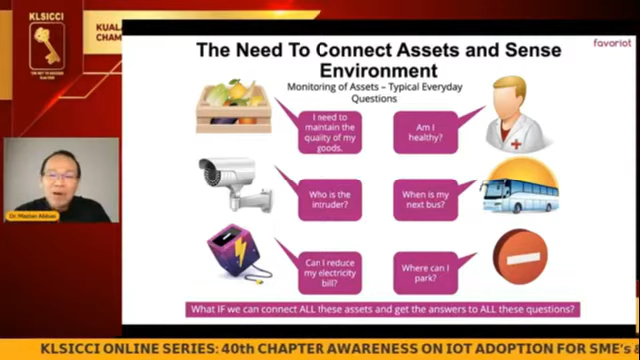 KLSICCI
KUAL
CHAM
favoriot
The Need To Connect Assets and Sense
Environment
Monitoring of Assets – Typical Everyday
Questions
I need to
maintain the
quality of my
goods.
Am I
healthy?
Who is the
intruder?
When is my
next bus?
Can I reduce
my electricity
bill?
Where can I
park?
What IF we can connect ALL these assets and get the answers to ALL these questions?
Dr. Mazlan Abbas
KLSICCI ONLINE SERIES: 40th CHAPTER AWARENESS ON IOT ADOPTION FOR SME's &